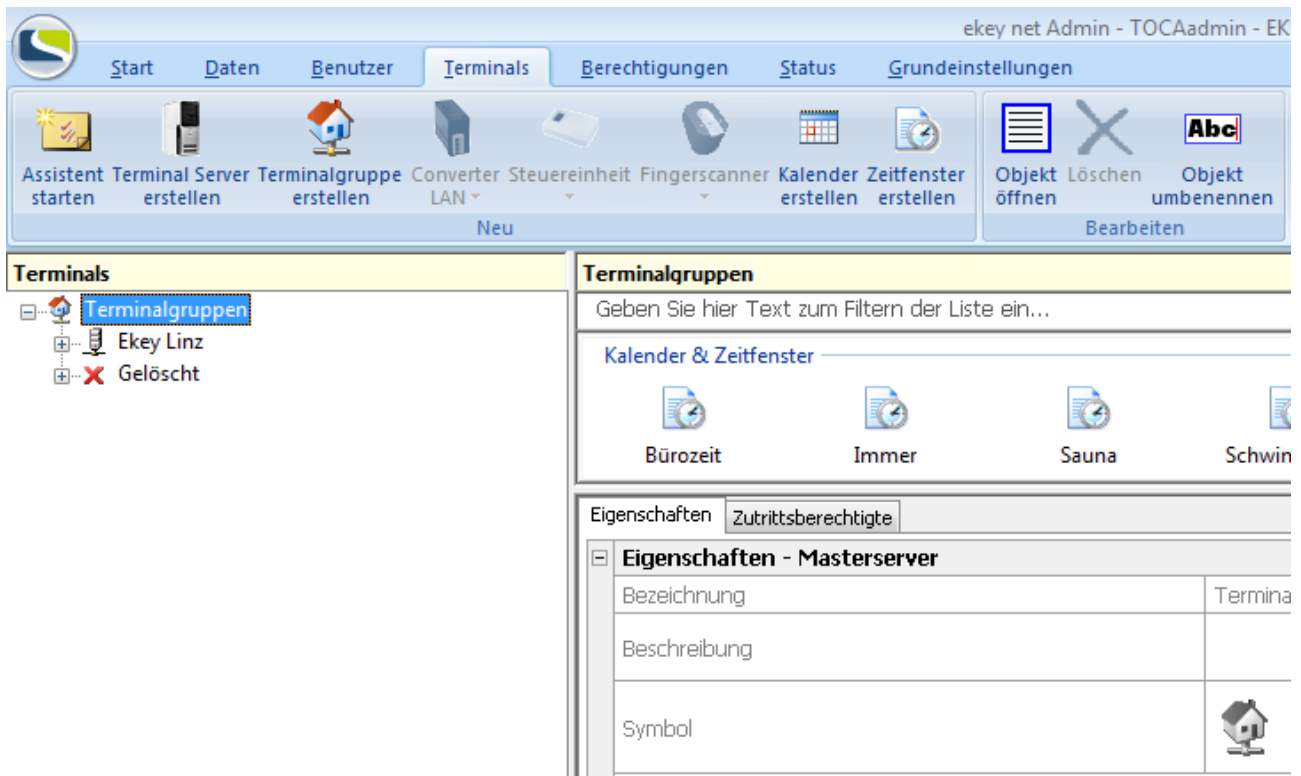 ekey net Admin - TOCAadmin - EK
Start Daten Benutzer Terminals Berechtigungen Status Grundeinstellungen
Assistent starten
Terminal Server erstellen
Terminalgruppe erstellen
Converter LAN
Steuereinheit
Fingerscanner
Kalender erstellen
Zeitfenster erstellen
Abc
Objekt öffnen
Löschen
Objekt umbenennen
Neu
Bearbeiten
Terminals
Terminalgruppen
Ekey Linz
Gelöscht
Terminalgruppen
Geben Sie hier Text zum Filtern der Liste ein...
Kalender & Zeitfenster
Bürozeit Immer Sauna Schwin
Eigenschaften Zutrittsberechtigte
Eigenschaften - Masterserver
Bezeichnung Termina
Beschreibung
Symbol